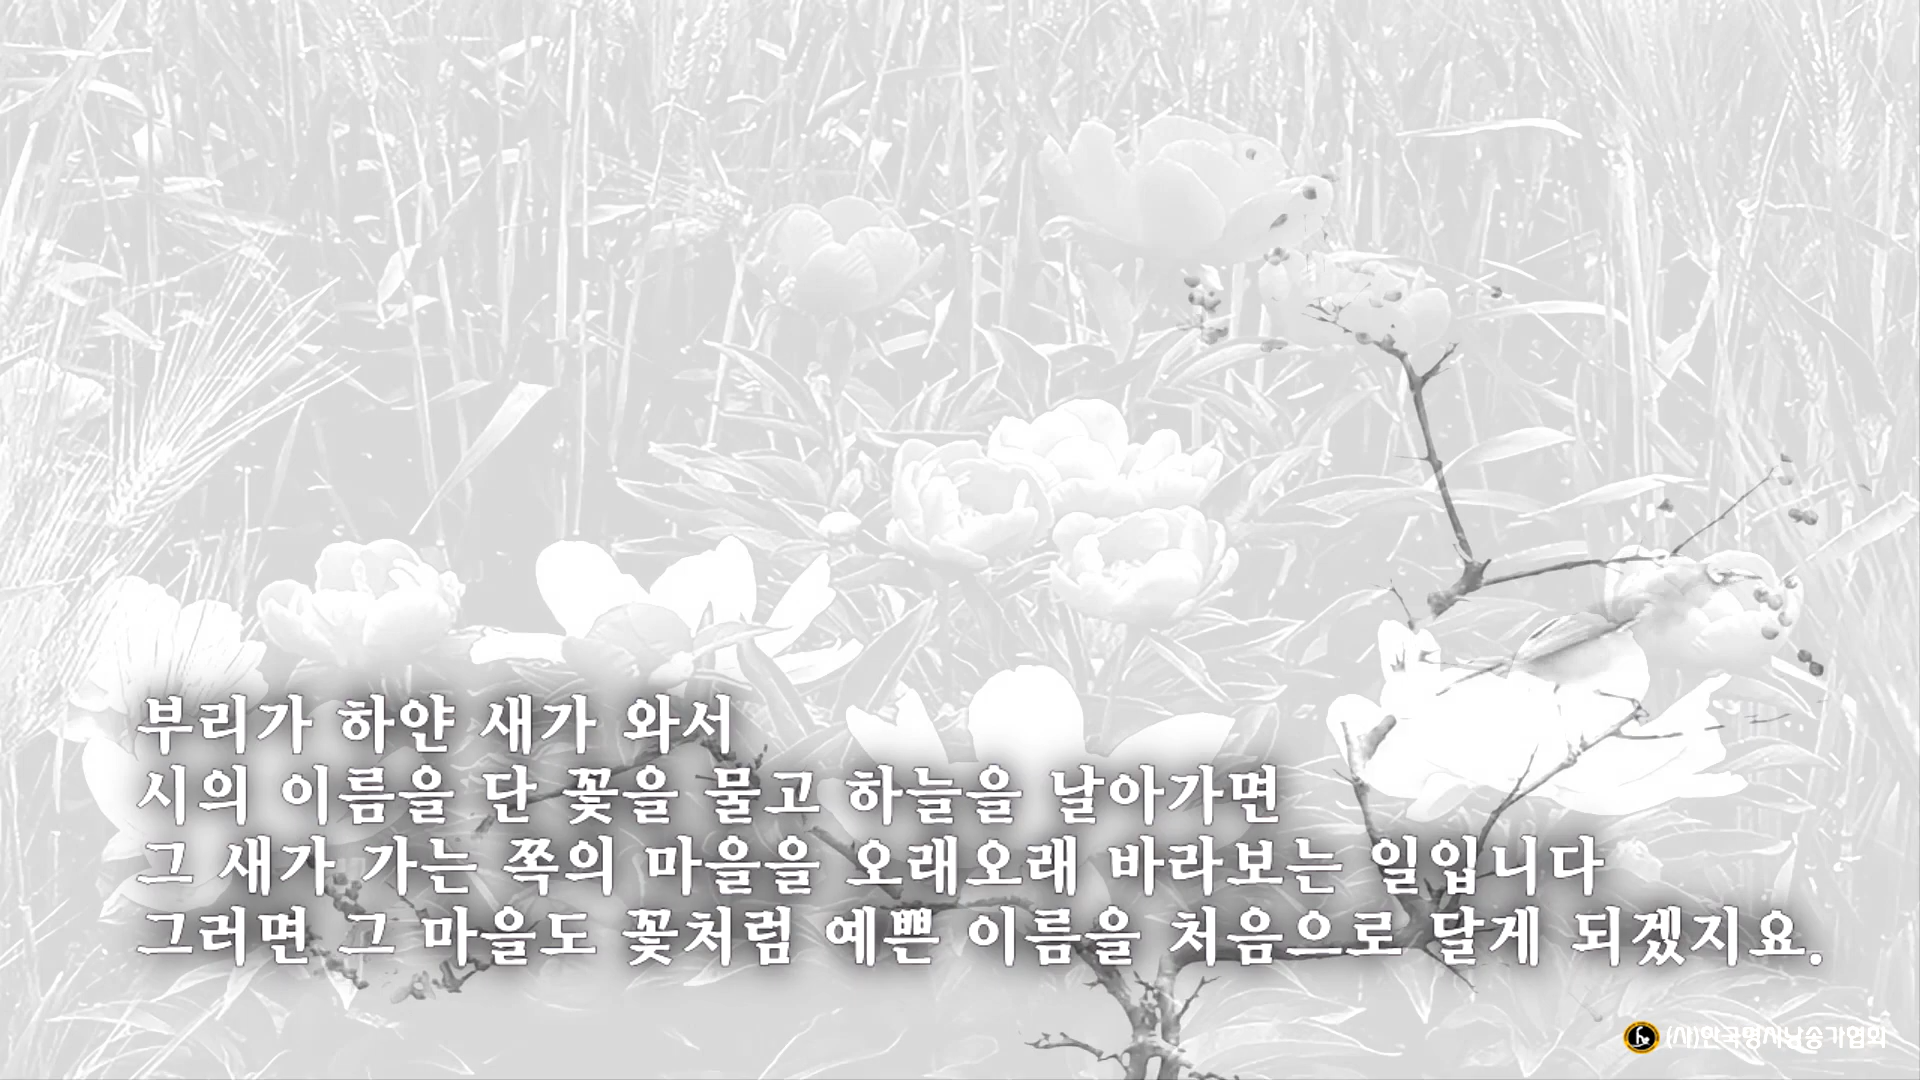 부리가 하얀 새가 와서
시의 이름을 단 꽃을 물고 하늘을 날아가면
그 새가 가는 쪽의 마을을 오래오래 바라보는 일입니다
그러면 그 마을도 꽃처럼 예쁜 이름을 처음으로 달게 되겠지요.
(사)한국명시낭송가협회